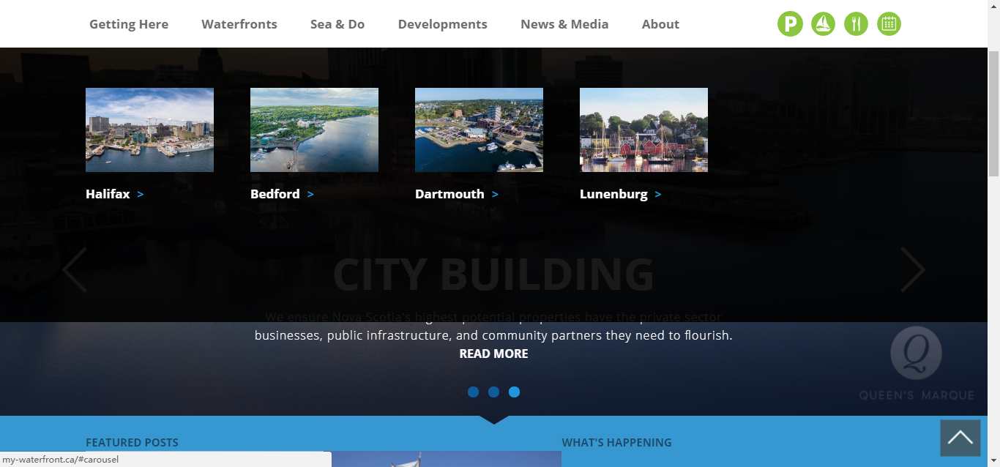 Getting Here Waterfronts Sea & Do Developments News & Media About
P
Halifax > Bedford > Dartmouth > Lunenburg >
CITY BUILDING
We ensure Nova Scotia's highest potential properties have the private sector
businesses, public infrastructure, and community partners they need to flourish.
READ MORE
Q
QUEEN'S MARQUE
FEATURED POSTS WHAT'S HAPPENING
my-waterfront.ca/#carousel